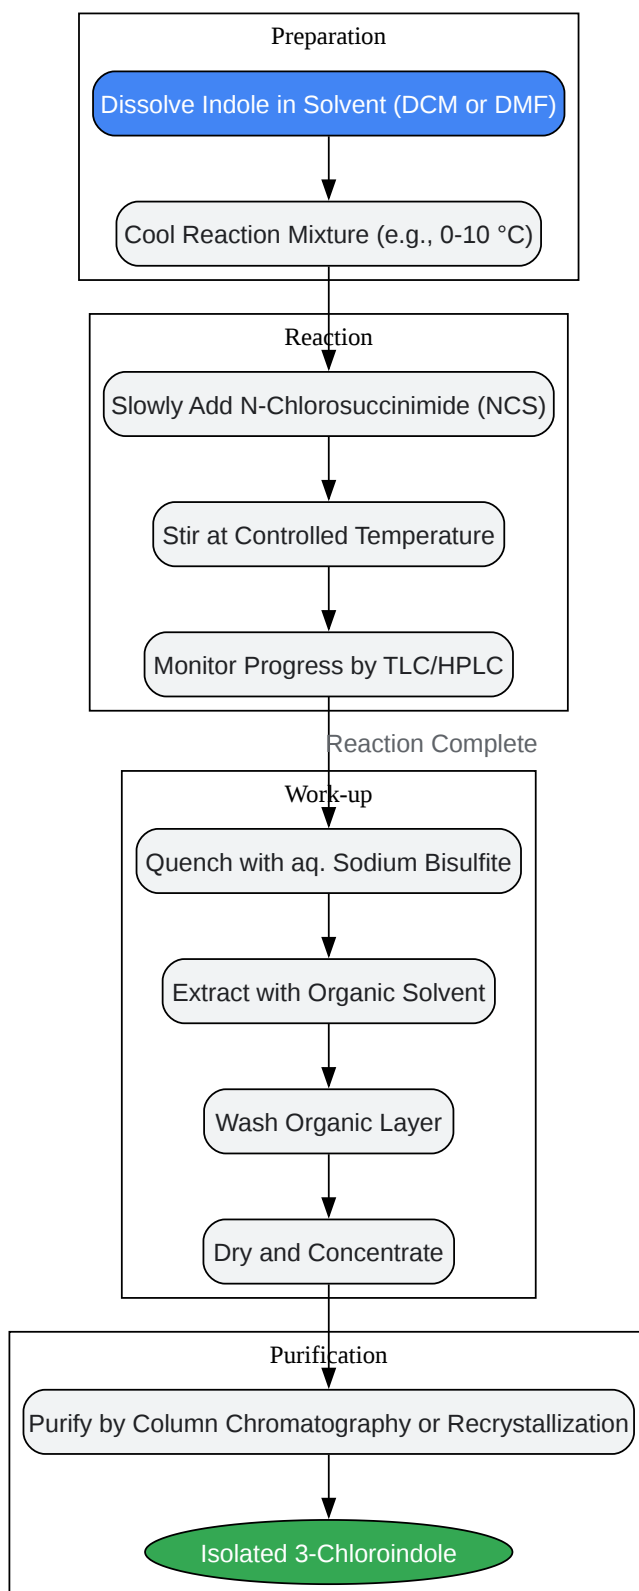 Preparation
Dissolve Indole in Solvent (DCM or DMF)
Cool Reaction Mixture (e.g., 0-10 °C)
Reaction
Slowly Add N-Chlorosuccinimide (NCS)
Stir at Controlled Temperature
Monitor Progress by TLC/HPLC
Reaction Complete
Work-up
Quench with aq. Sodium Bisulfite
Extract with Organic Solvent
Wash Organic Layer
Dry and Concentrate
Purification
Purify by Column Chromatography or Recrystallization
Isolated 3-Chloroindole